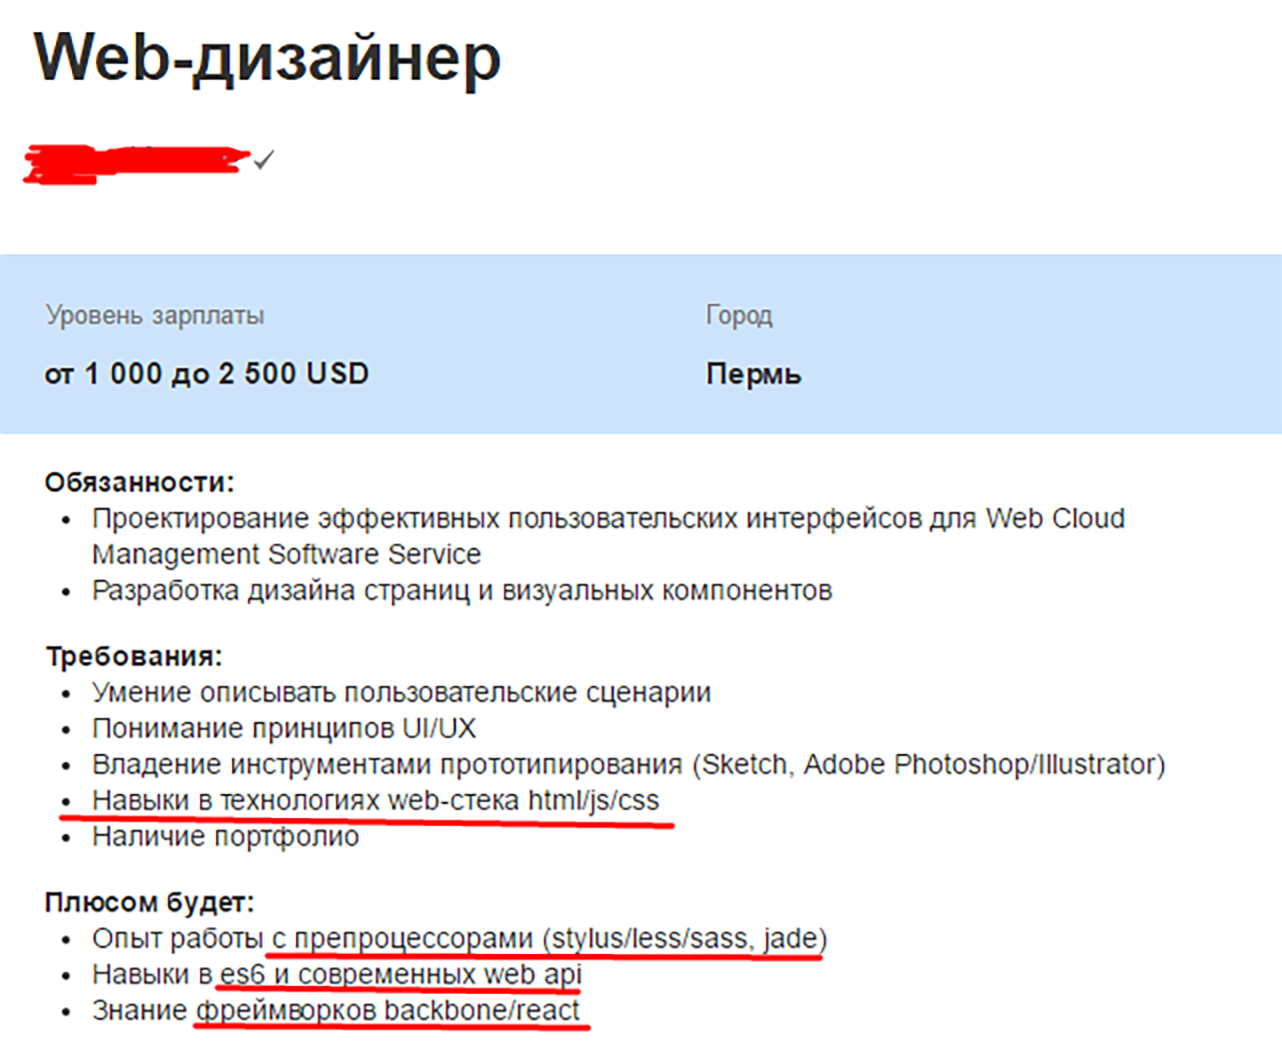 Web-дизайнер
Уровень зарплаты
Город
от 1 000 до 2 500 USD
Пермь
Обязанности:
• Проектирование эффективных пользовательских интерфейсов для Web Cloud
Management Software Service
• Разработка дизайна страниц и визуальных компонентов
Требования:
• Умение описывать пользовательские сценарии
• Понимание принципов UI/UX
• Владение инструментами прототипирования (Sketch, Adobe Photoshop/Illustrator)
• Навыки в технологиях web-стека html/js/css
• Наличие портфолио
Плюсом будет:
• Опыт работы с препроцессорами (stylus/less/sass, jade)
• Навыки в es6 и современных web api
• Знание фреймворков backbone/react